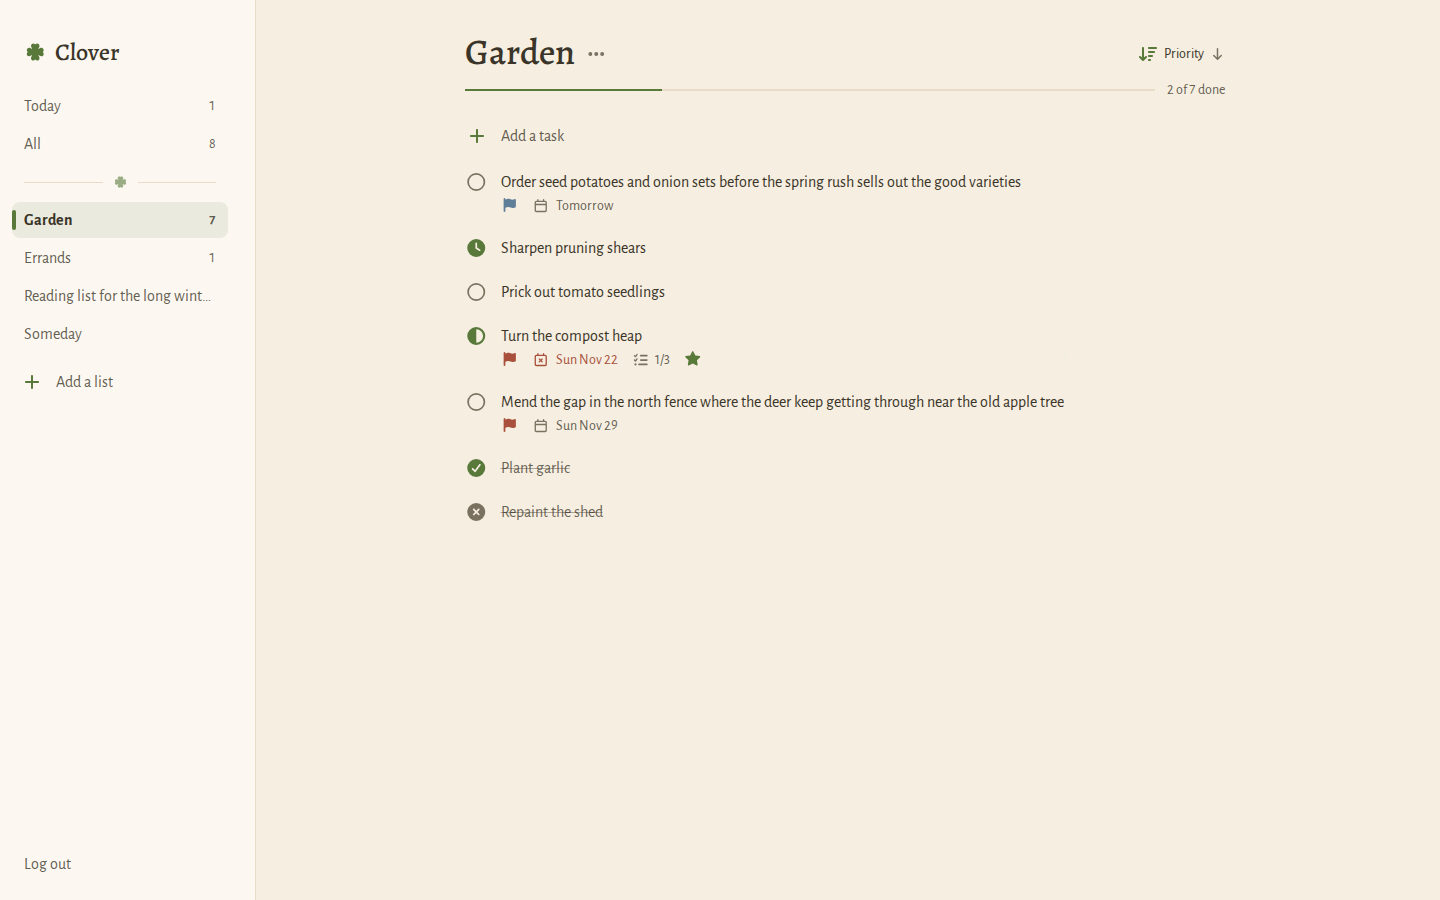 Clover
Today 1
All 8
Garden 7
Errands 1
Reading list for the long wint…
Someday
Add a list
Log out
Garden
Priority
2 of 7 done
Add a task
Order seed potatoes and onion sets before the spring rush sells out the good varieties
Tomorrow
Sharpen pruning shears
Prick out tomato seedlings
Turn the compost heap
Sun Nov 22 1/3
Mend the gap in the north fence where the deer keep getting through near the old apple tree
Sun Nov 29
Plant garlic
Repaint the shed